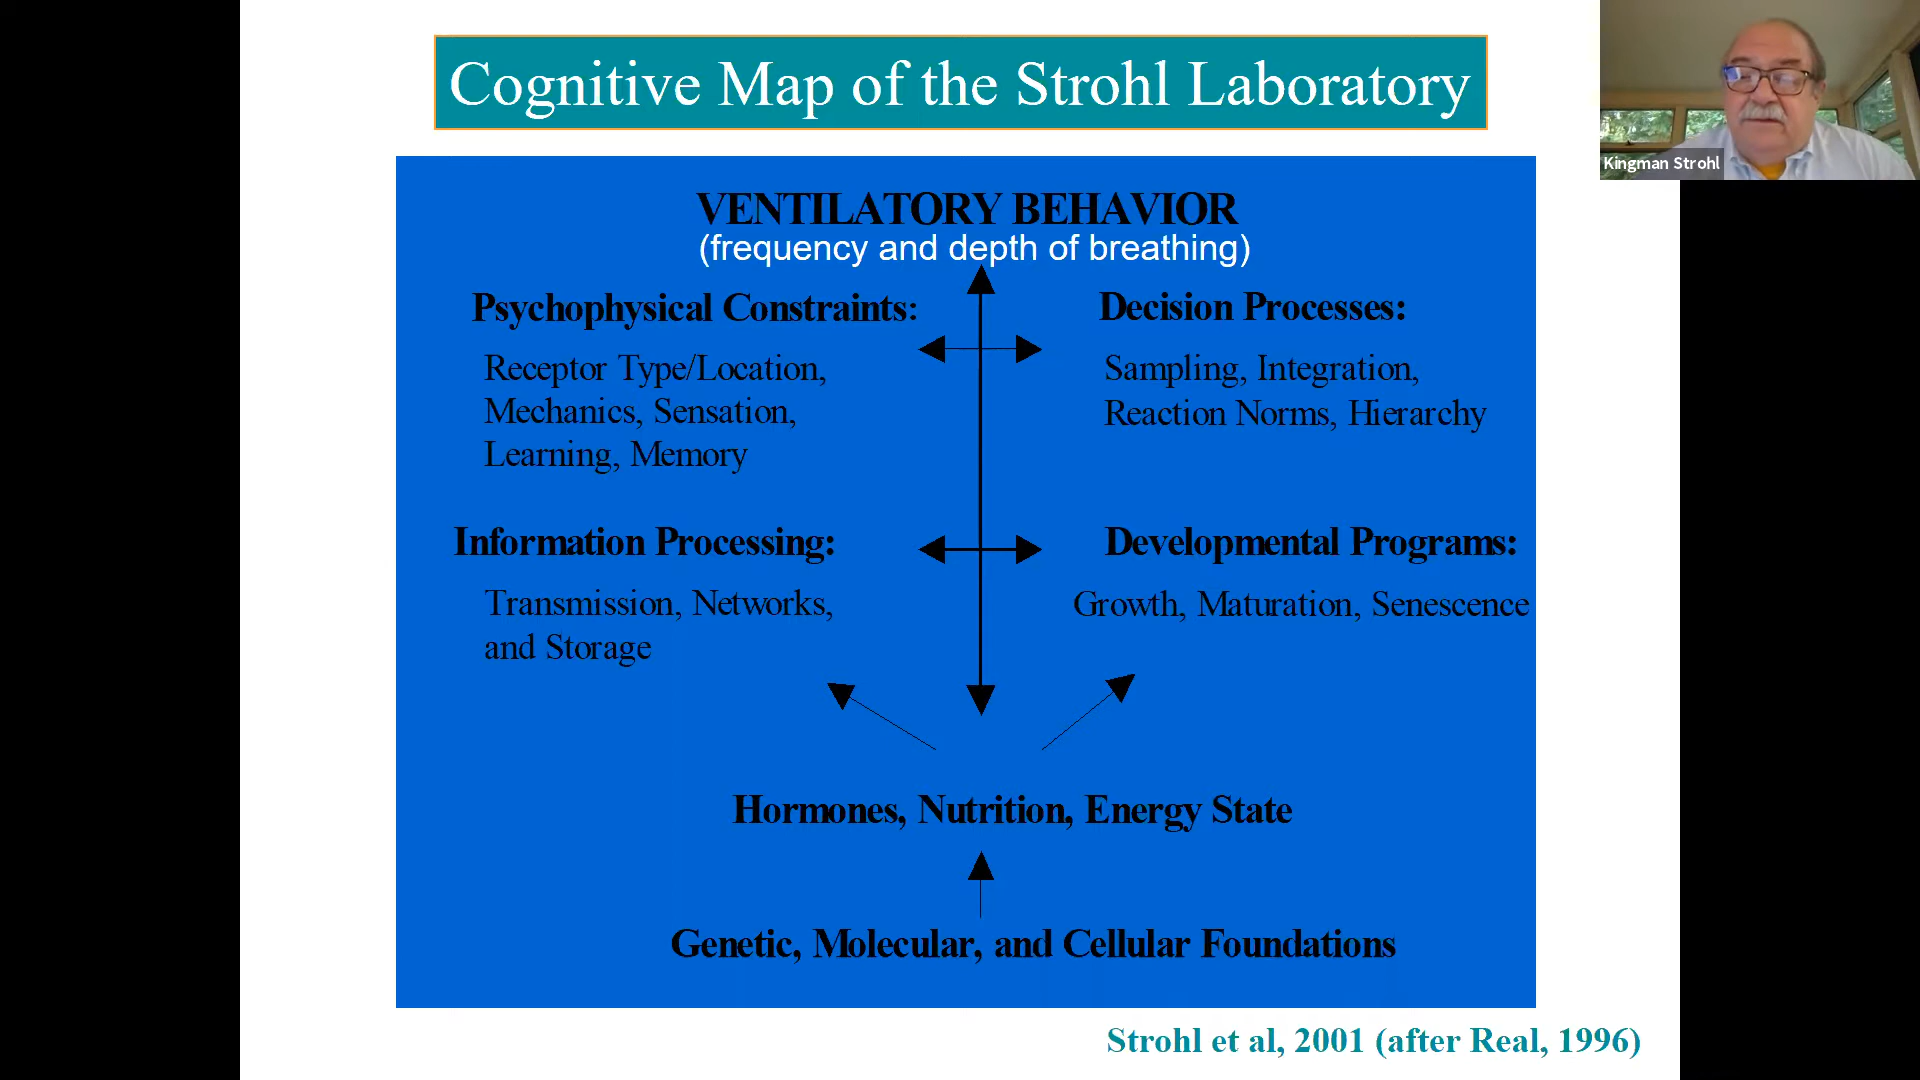 Cognitive Map of the Strohl Laboratory
Kingman Strohl
VENTILATORY BEHAVIOR
(frequency and depth of breathing)
Psychophysical Constraints:
Receptor Type/Location,
Mechanics, Sensation,
Learning, Memory
Decision Processes:
Sampling, Integration,
Reaction Norms, Hierarchy
Information Processing:
Transmission, Networks,
and Storage
Developmental Programs:
Growth, Maturation, Senescence
Hormones, Nutrition, Energy State
Genetic, Molecular, and Cellular Foundations
Strohl et al, 2001 (after Real, 1996)